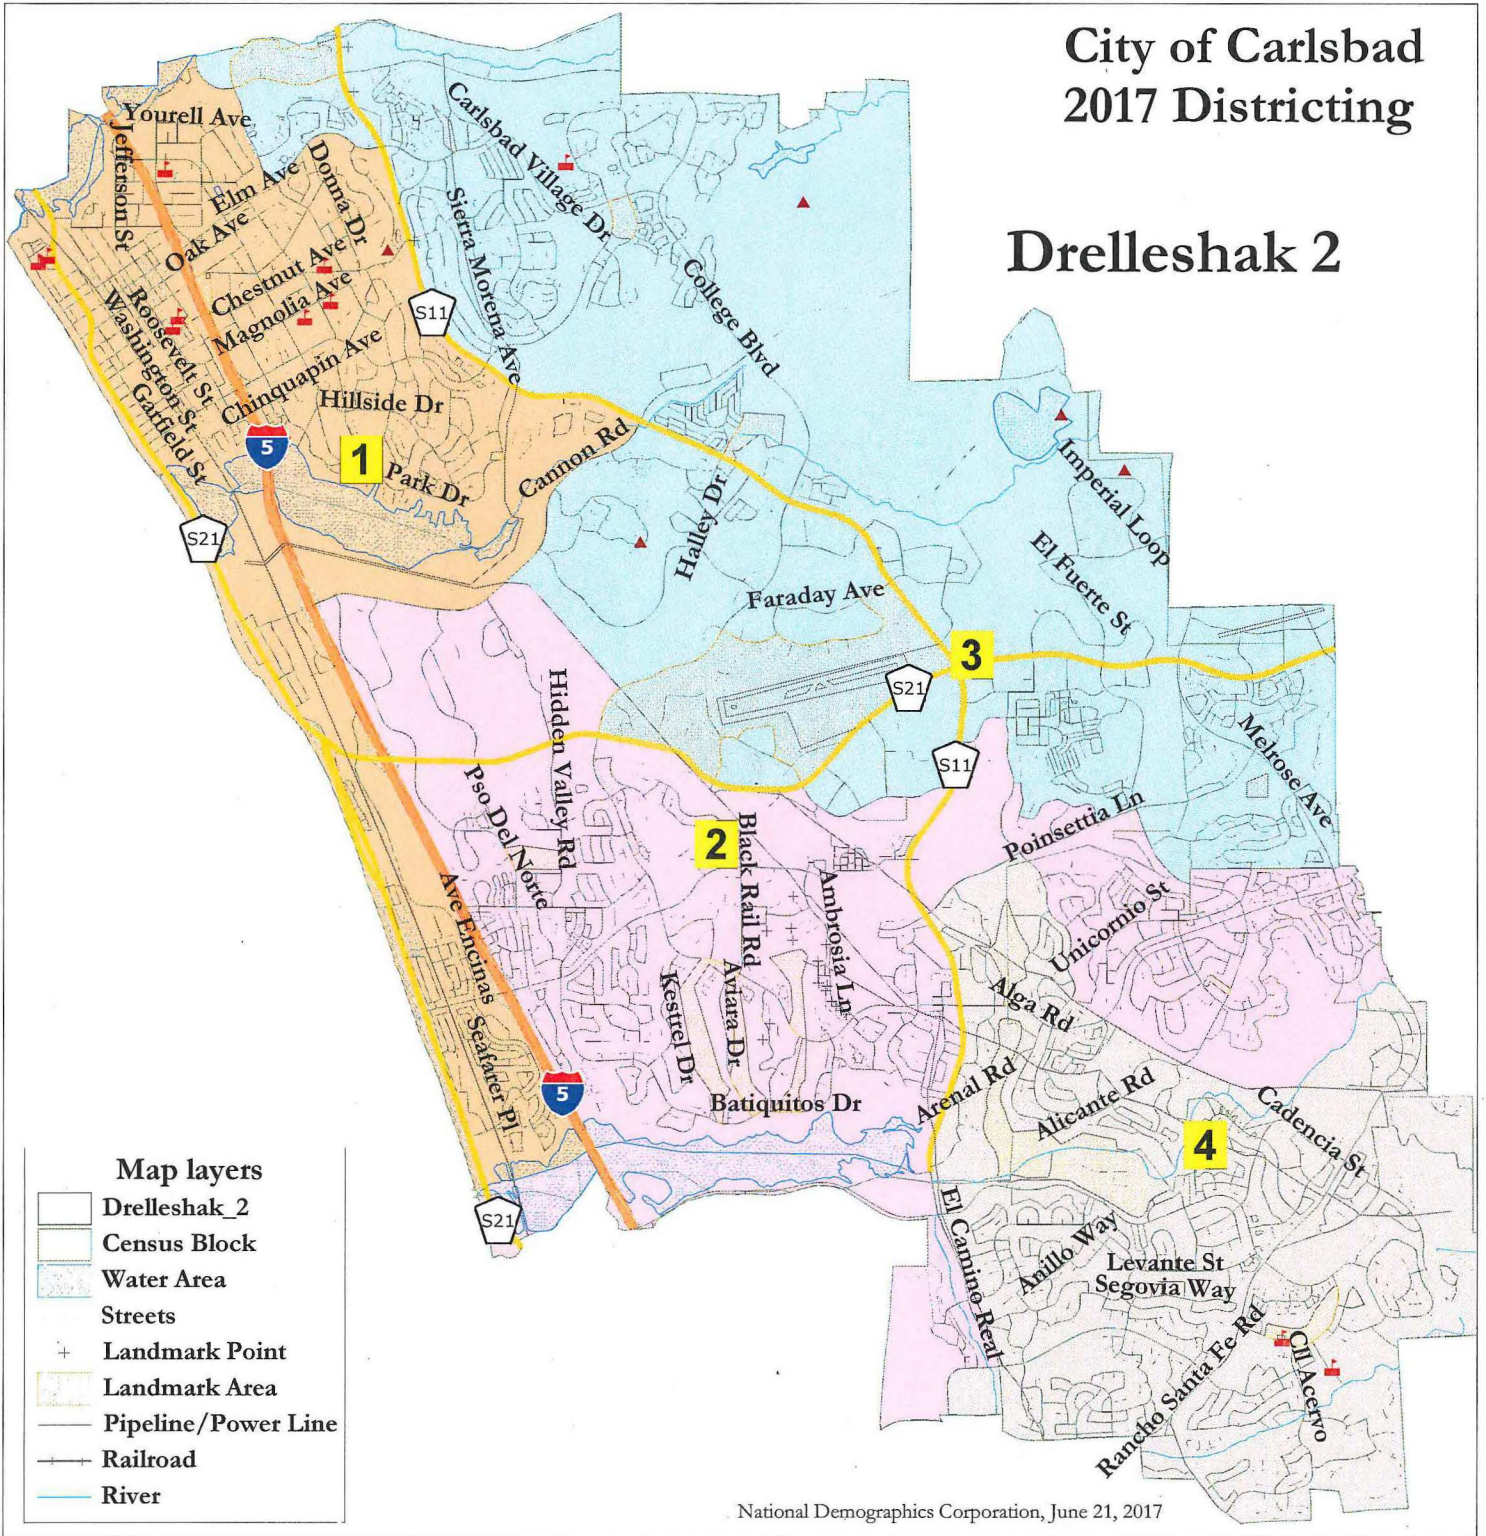 City of Carlsbad
2017 Districting
Drelleshak 2
Yourell Ave
Jefferson St
Elm Ave
Donna Dr
Oak Ave
Chestnut Ave
Magnolia Ave
Roosevelt St
Washington St
Garfield St
Chinquapin Ave
Hillside Dr
Park Dr
Cannon Rd
Carlsbad Village Dr
Sierra Morena Ave
College Blvd
S11
5
1
S21
Halley Dr
Faraday Ave
Imperial Loop
El Fuerte St
3
S21
S11
Melrose Ave
Hidden Valley Rd
Pso Del Norte
2
Black Rail Rd
Ambrosia Ln
Poinsettia Ln
Unicornio St
Ave Encinas
Seafarer Pl
Kestrel Dr
Aviara Dr
Alga Rd
Arenal Rd
Alicante Rd
Batiquitos Dr
5
4
Cadencia St
S21
El Camino Real
Anillo Way
Levante St
Segovia Way
Rancho Santa Fe Rd
Cll Acervo
Map layers
Drelleshak_2
Census Block
Water Area
Streets
Landmark Point
Landmark Area
Pipeline/Power Line
Railroad
River
National Demographics Corporation, June 21, 2017